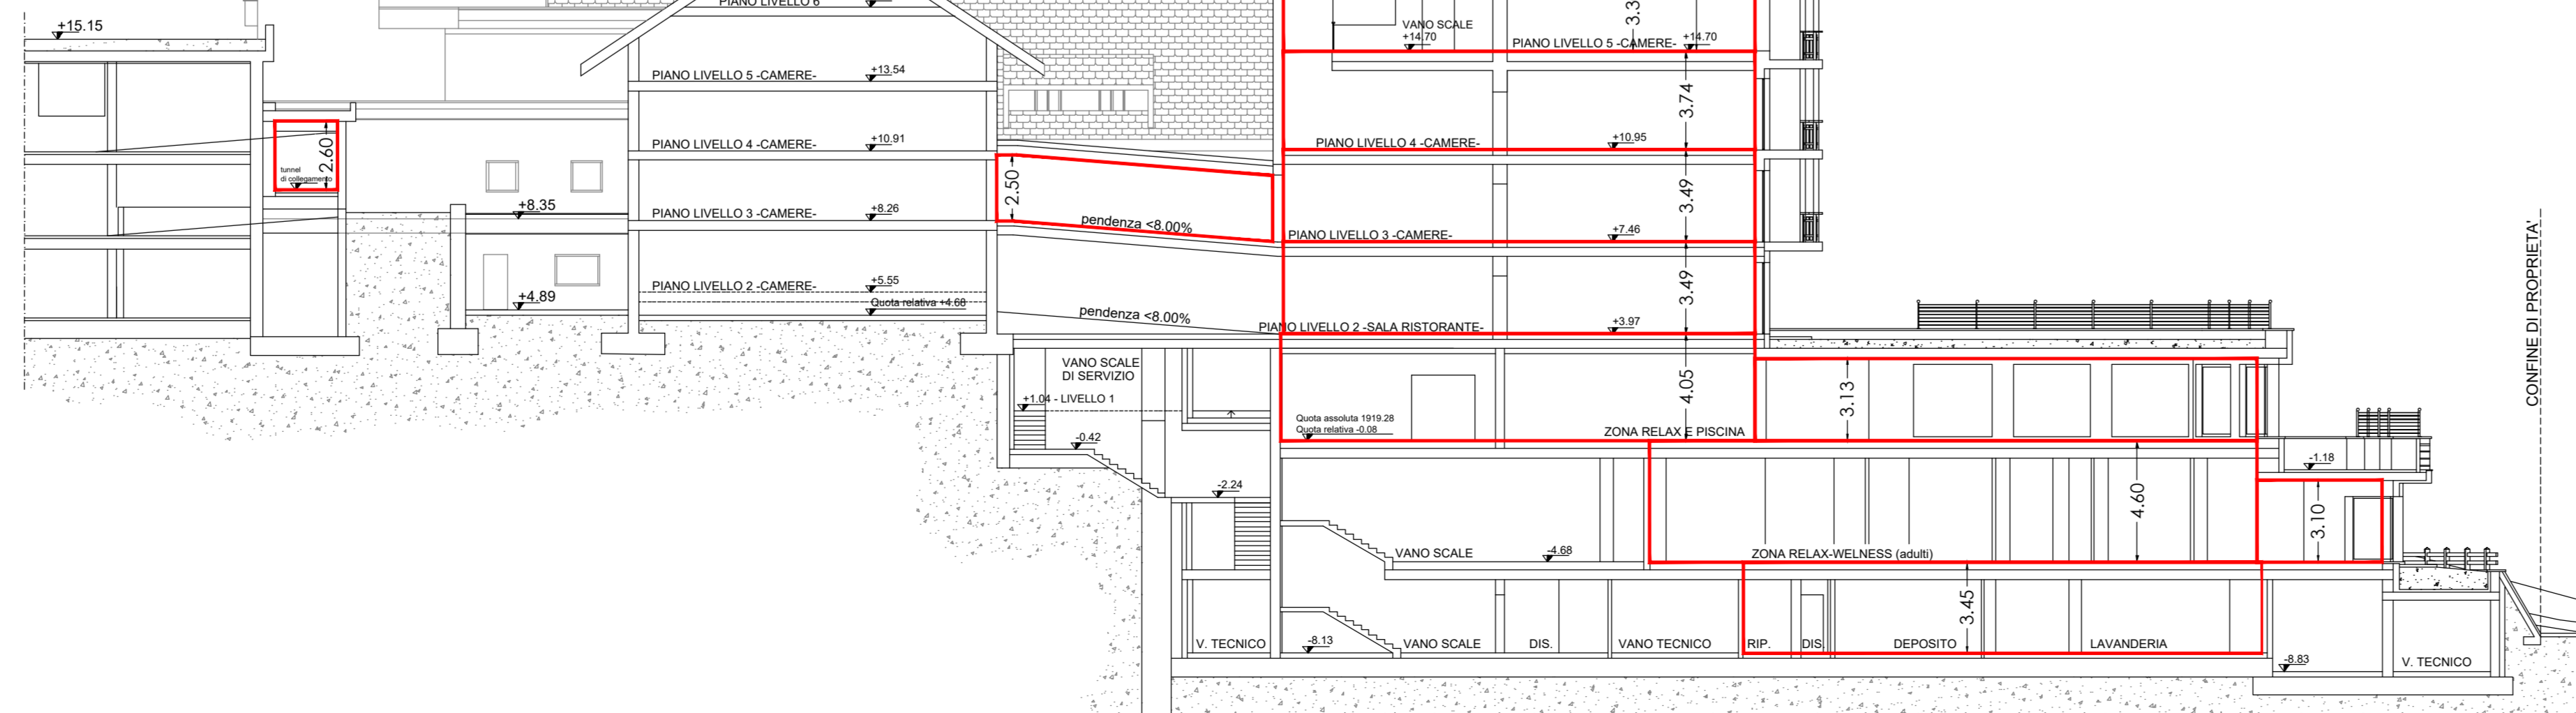 +15.15
PIANO LIVELLO 6
VANO SCALE
+14.70
PIANO LIVELLO 5 -CAMERE-
+14.70
PIANO LIVELLO 5 -CAMERE-
+13.54
3.74
PIANO LIVELLO 4 -CAMERE-
+10.91
PIANO LIVELLO 4 -CAMERE-
+10.95
2.60
tunnel
di collegamento
2.50
3.49
+8.35
PIANO LIVELLO 3 -CAMERE-
+8.26
pendenza <8.00%
PIANO LIVELLO 3 -CAMERE-
+7.46
3.49
CONFINE DI PROPRIETA'
+4.89
PIANO LIVELLO 2 -CAMERE-
+5.55
Quota relativa +4.68
pendenza <8.00%
PIANO LIVELLO 2 -SALA RISTORANTE-
+3.97
VANO SCALE
DI SERVIZIO
+1.04 - LIVELLO 1
4.05
3.13
Quota assoluta 1919.28
Quota relativa -0.08
ZONA RELAX E PISCINA
-0.42
-1.18
-2.24
4.60
3.10
VANO SCALE
-4.68
ZONA RELAX-WELNESS (adulti)
3.45
V. TECNICO
-8.13
VANO SCALE
DIS.
VANO TECNICO
RIP.
DIS
DEPOSITO
LAVANDERIA
-8.83
V. TECNICO